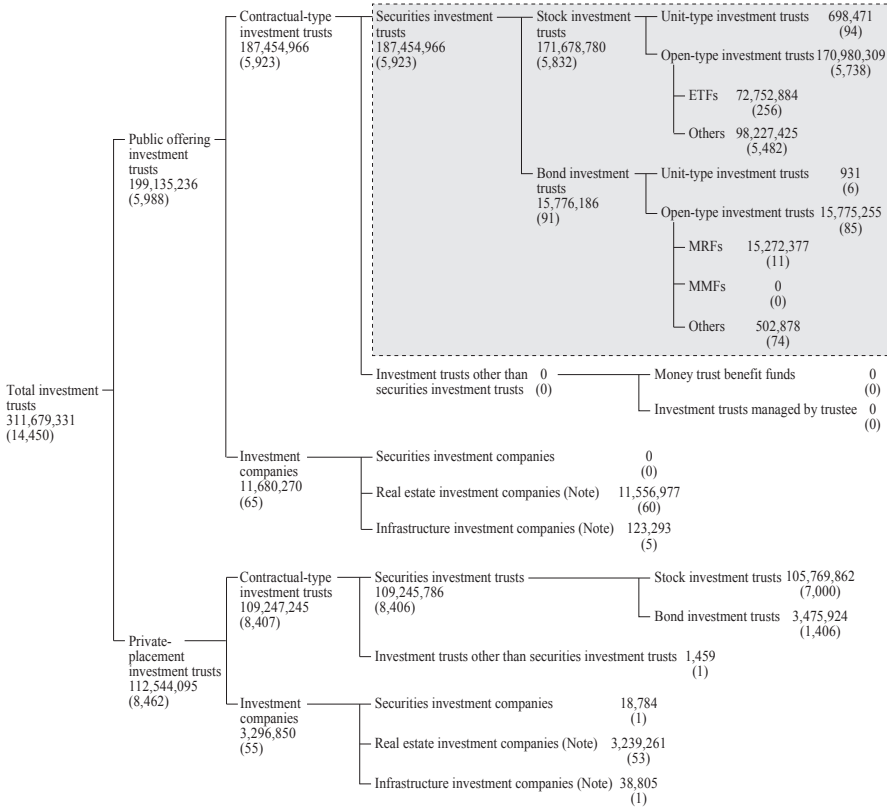 Total investment
trusts
311,679,331
(14,450)
Public offering
investment
trusts
199,135,236
(5,988)
Contractual-type
investment trusts
187,454,966
(5,923)
Securities investment
trusts
187,454,966
(5,923)
Stock investment
trusts
171,678,780
(5,832)
Unit-type investment trusts 698,471
(94)
Open-type investment trusts 170,980,309
(5,738)
ETFs 72,752,884
(256)
Others 98,227,425
(5,482)
Bond investment
trusts
15,776,186
(91)
Unit-type investment trusts 931
(6)
Open-type investment trusts 15,775,255
(85)
MRFs 15,272,377
(11)
MMFs 0
(0)
Others 502,878
(74)
Investment trusts other than 0
securities investment trusts (0)
Money trust benefit funds 0
(0)
Investment trusts managed by trustee 0
(0)
Investment
companies
11,680,270
(65)
Securities investment companies 0
(0)
Real estate investment companies (Note) 11,556,977
(60)
Infrastructure investment companies (Note) 123,293
(5)
Private-
placement
investment trusts
112,544,095
(8,462)
Contractual-type
investment trusts
109,247,245
(8,407)
Securities investment trusts
109,245,786
(8,406)
Stock investment trusts 105,769,862
(7,000)
Bond investment trusts 3,475,924
(1,406)
Investment trusts other than securities investment trusts 1,459
(1)
Investment
companies
3,296,850
(55)
Securities investment companies 18,784
(1)
Real estate investment companies (Note) 3,239,261
(53)
Infrastructure investment companies (Note) 38,805
(1)